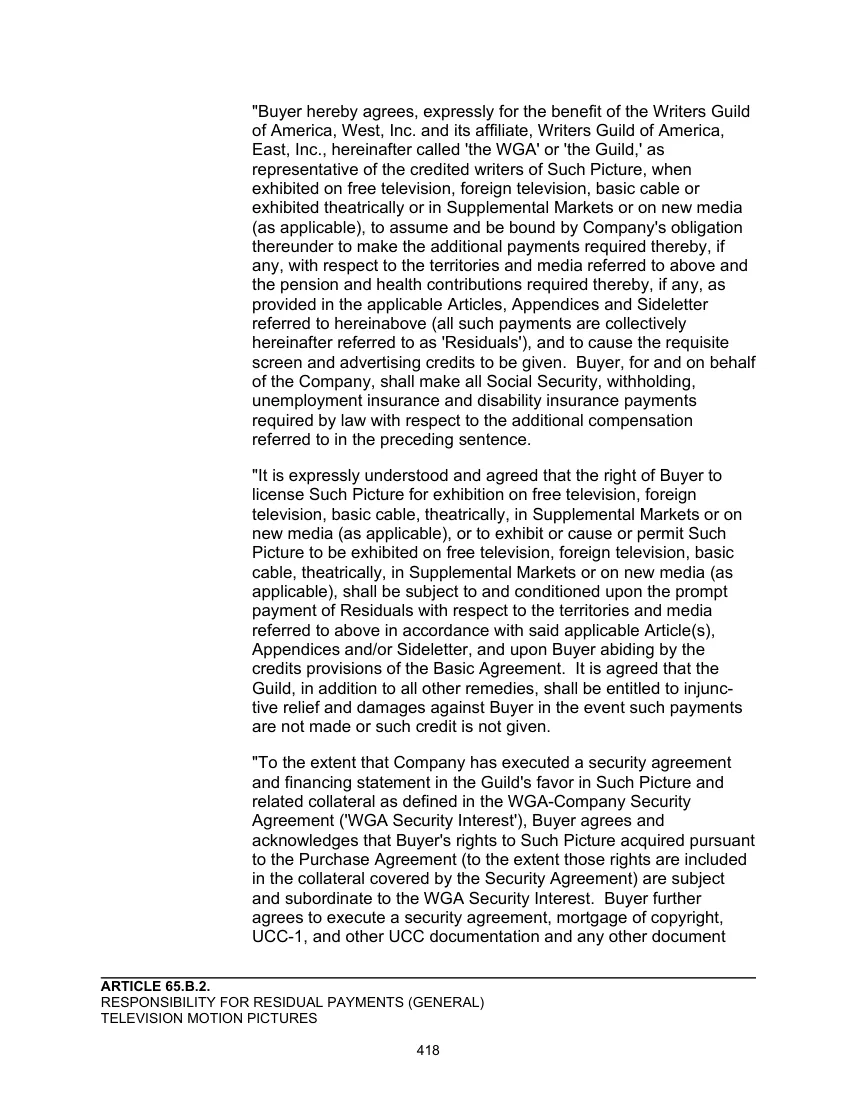 "Buyer hereby agrees, expressly for the benefit of the Writers Guild
of America, West, Inc. and its affiliate, Writers Guild of America,
East, Inc., hereinafter called 'the WGA' or 'the Guild,' as
representative of the credited writers of Such Picture, when
exhibited on free television, foreign television, basic cable or
exhibited theatrically or in Supplemental Markets or on new media
(as applicable), to assume and be bound by Company's obligation
thereunder to make the additional payments required thereby, if
any, with respect to the territories and media referred to above and
the pension and health contributions required thereby, if any, as
provided in the applicable Articles, Appendices and Sideletter
referred to hereinabove (all such payments are collectively
hereinafter referred to as 'Residuals'), and to cause the requisite
screen and advertising credits to be given.  Buyer, for and on behalf
of the Company, shall make all Social Security, withholding,
unemployment insurance and disability insurance payments
required by law with respect to the additional compensation
referred to in the preceding sentence.
"It is expressly understood and agreed that the right of Buyer to
license Such Picture for exhibition on free television, foreign
television, basic cable, theatrically, in Supplemental Markets or on
new media (as applicable), or to exhibit or cause or permit Such
Picture to be exhibited on free television, foreign television, basic
cable, theatrically, in Supplemental Markets or on new media (as
applicable), shall be subject to and conditioned upon the prompt
payment of Residuals with respect to the territories and media
referred to above in accordance with said applicable Article(s),
Appendices and/or Sideletter, and upon Buyer abiding by the
credits provisions of the Basic Agreement.  It is agreed that the
Guild, in addition to all other remedies, shall be entitled to injunc-
tive relief and damages against Buyer in the event such payments
are not made or such credit is not given.
"To the extent that Company has executed a security agreement
and financing statement in the Guild's favor in Such Picture and
related collateral as defined in the WGA-Company Security
Agreement ('WGA Security Interest'), Buyer agrees and
acknowledges that Buyer's rights to Such Picture acquired pursuant
to the Purchase Agreement (to the extent those rights are included
in the collateral covered by the Security Agreement) are subject
and subordinate to the WGA Security Interest.  Buyer further
agrees to execute a security agreement, mortgage of copyright,
UCC-1, and other UCC documentation and any other document
ARTICLE 65.B.2.
RESPONSIBILITY FOR RESIDUAL PAYMENTS (GENERAL)
TELEVISION MOTION PICTURES
418